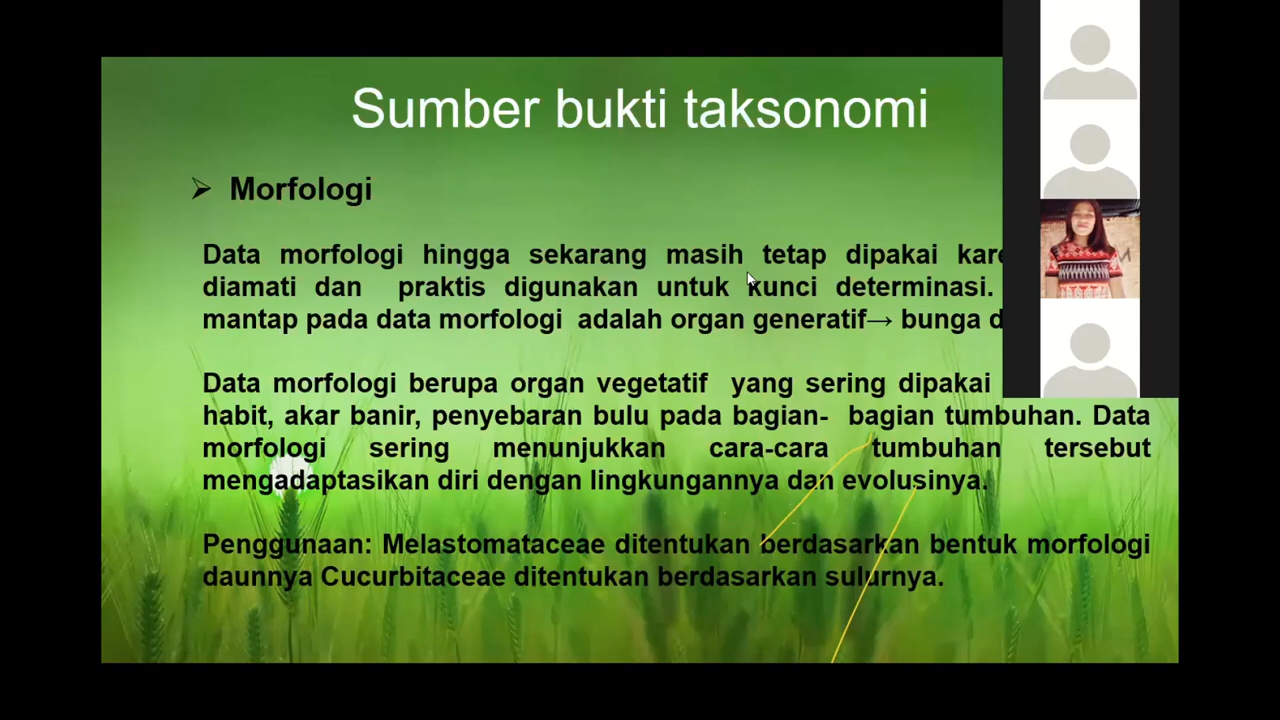 Sumber bukti taksonomi
➢ Morfologi
Data morfologi hingga sekarang masih tetap dipakai
diamati dan praktis digunakan untuk kunci determinasi.
mantap pada data morfologi adalah organ generatif→ bunga
Data morfologi berupa organ vegetatif yang sering dipakai
habit, akar banir, penyebaran bulu pada bagian- bagian tumbuhan. Data
morfologi sering menunjukkan cara-cara tumbuhan tersebut
mengadaptasikan diri dengan lingkungannya dan evolusinya.
Penggunaan: Melastomataceae ditentukan berdasarkan bentuk morfologi
daunnya Cucurbitaceae ditentukan berdasarkan sulurnya.